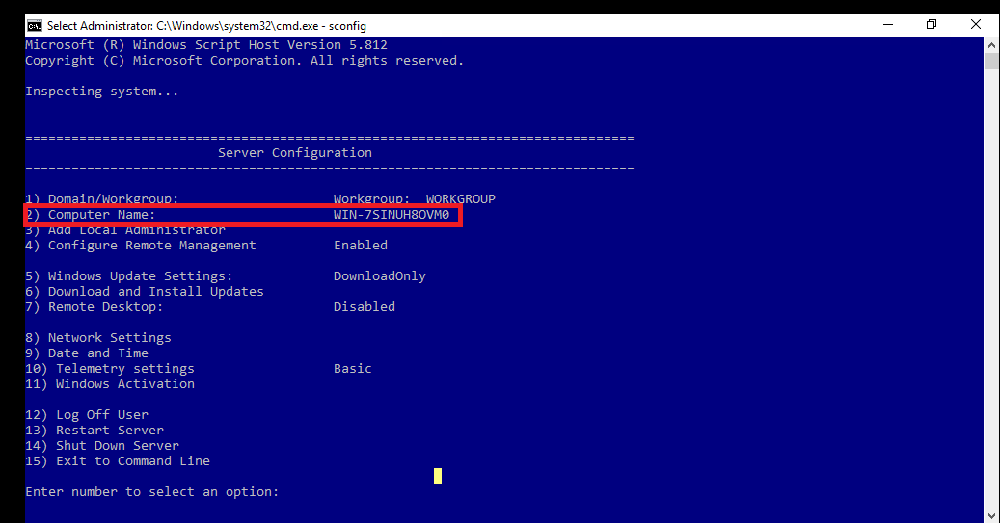 Select Administrator: C:\Windows\system32\cmd.exe - sconfig
Microsoft (R) Windows Script Host Version 5.812
Copyright (C) Microsoft Corporation. All rights reserved.
Inspecting system...
===============================================================================
Server Configuration
===============================================================================
1) Domain/Workgroup: Workgroup: WORKGROUP
2) Computer Name: WIN-7SINUH8OVM0
3) Add Local Administrator
4) Configure Remote Management Enabled
5) Windows Update Settings: DownloadOnly
6) Download and Install Updates
7) Remote Desktop: Disabled
8) Network Settings
9) Date and Time
10) Telemetry settings Basic
11) Windows Activation
12) Log Off User
13) Restart Server
14) Shut Down Server
15) Exit to Command Line
Enter number to select an option: